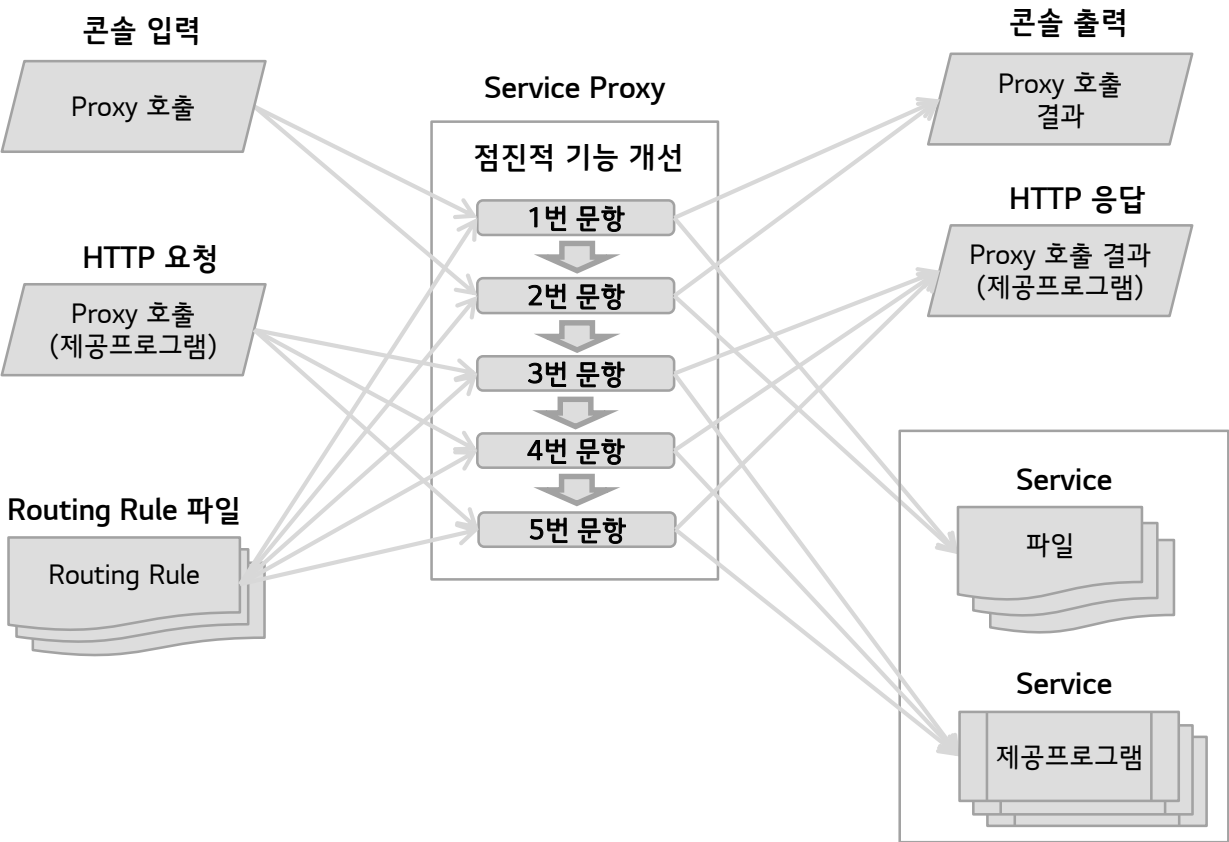 콘솔 입력
Proxy 호출
HTTP 요청
Proxy 호출
(제공프로그램)
Routing Rule 파일
Routing Rule
Service Proxy
점진적 기능 개선
1번 문항
2번 문항
3번 문항
4번 문항
5번 문항
콘솔 출력
Proxy 호출
결과
HTTP 응답
Proxy 호출 결과
(제공프로그램)
Service
파일
Service
제공프로그램